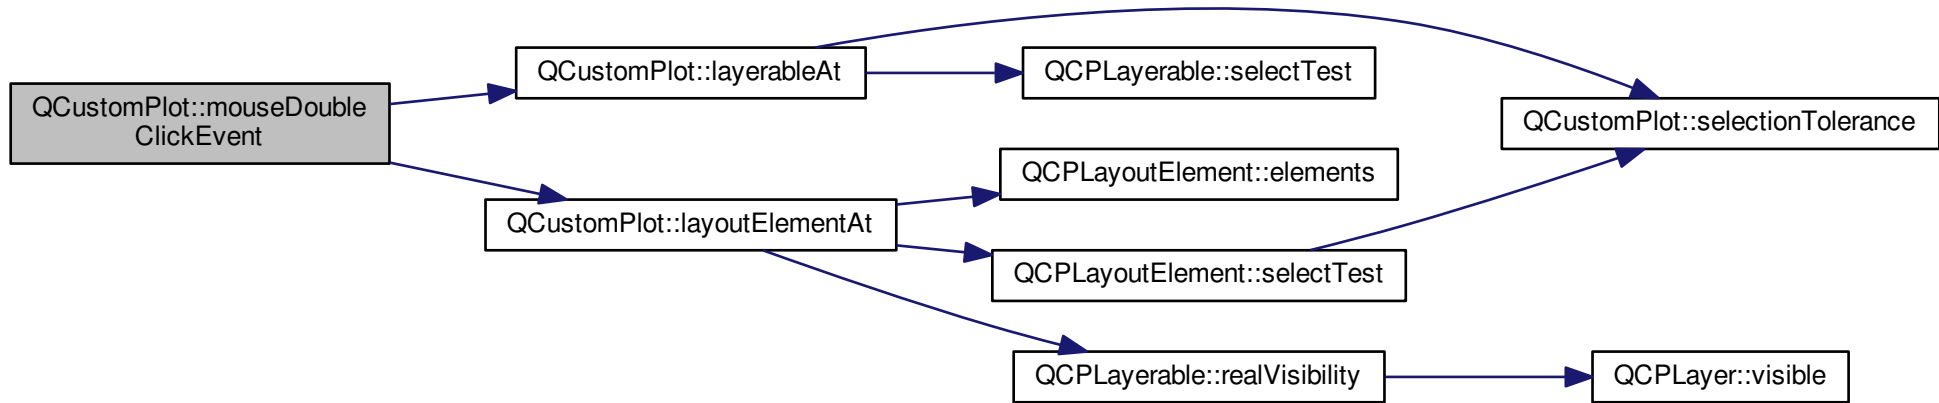 QCustomPlot::mouseDouble
ClickEvent
QCustomPlot::layerableAt
QCPLayerable::selectTest
QCustomPlot::selectionTolerance
QCustomPlot::layoutElementAt
QCPLayoutElement::elements
QCPLayoutElement::selectTest
QCPLayerable::realVisibility
QCPLayer::visible